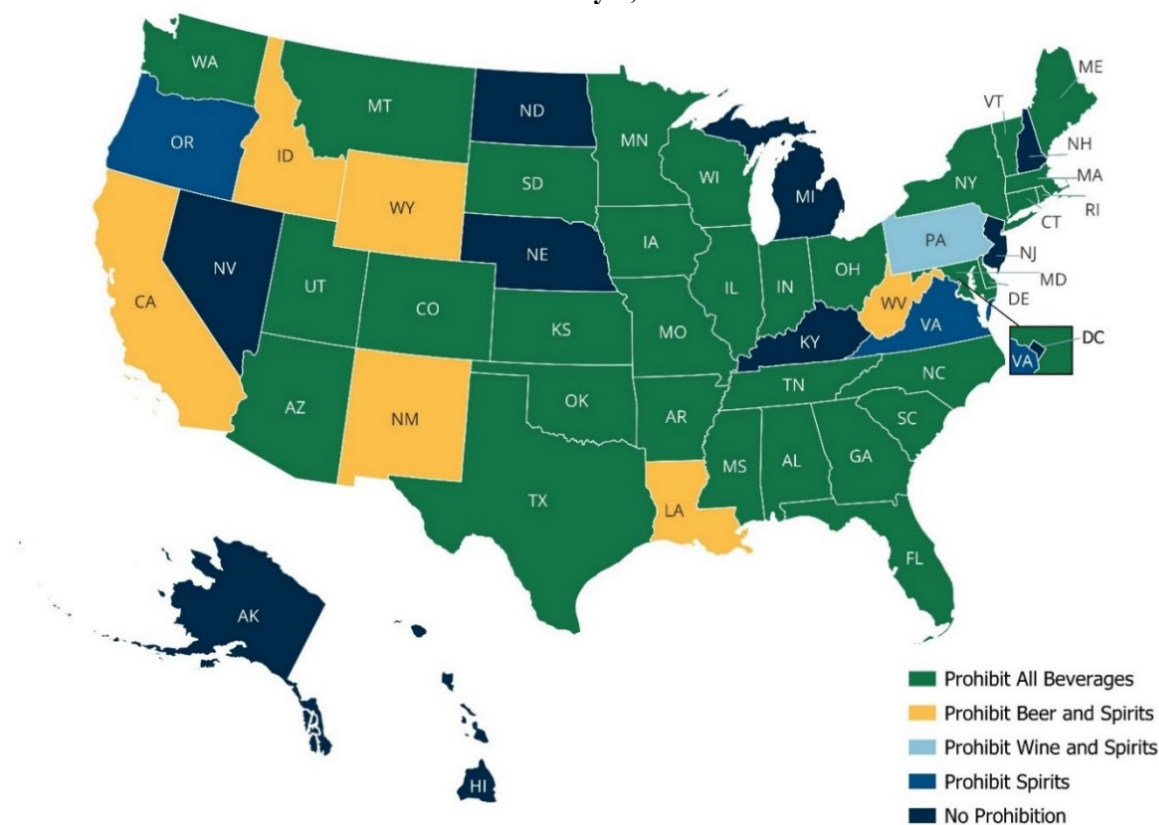 WA
MT
ND
MN
ME
VT
NH
OR
ID
SD
WI
MI
NY
MA
WY
CT
RI
IA
PA
NJ
NE
NV
UT
OH
MD
CA
CO
IL
IN
WV
DE
VA
KS
MO
KY
DC
VA
NC
TN
AZ
OK
NM
AR
SC
MS
AL
GA
TX
LA
FL
AK
HI
Prohibit All Beverages
Prohibit Beer and Spirits
Prohibit Wine and Spirits
Prohibit Spirits
No Prohibition